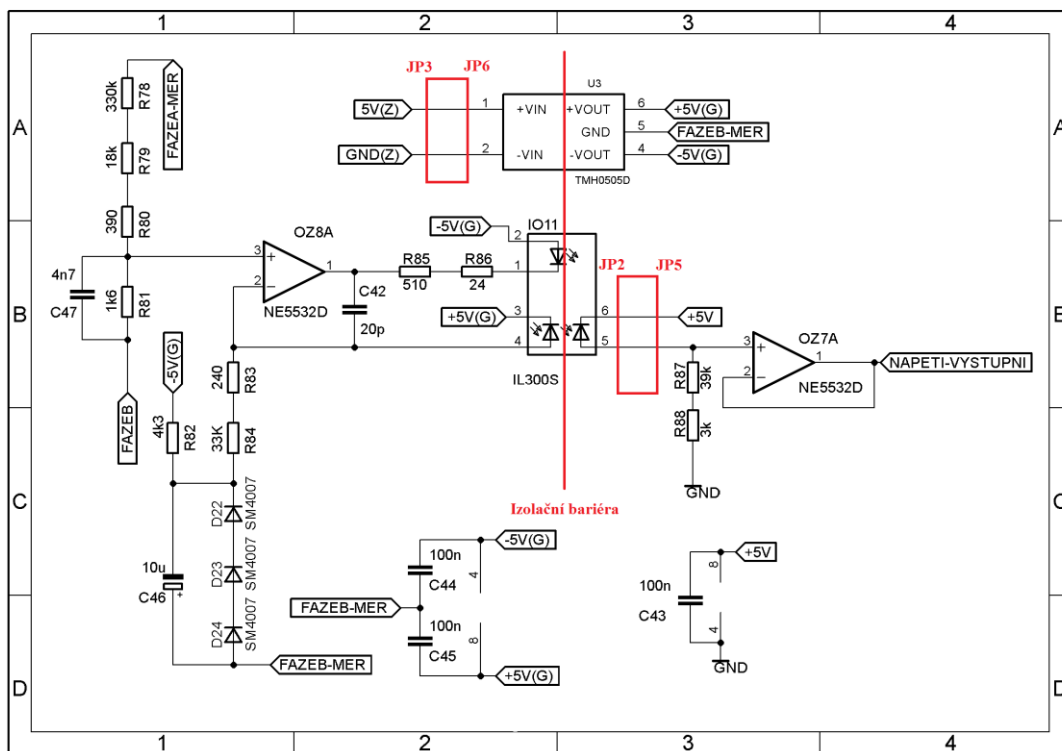 1 2 3 4
A A
B B
C C
D D
1 2 3 4
FAZEA-MER
330k R78
18k R79
390 R80
4n7
C47
1k6 R81
FAZEB
-5V(G)
4k3 R82
240 R83
33K R84
D22 SM4007
D23 SM4007
D24 SM4007
10u
C46
+
FAZEB-MER
OZ8A
3 +
2 -
1
NE5532D
C42
20p
R85
510
R86
24
JP3 JP6
5V(Z) 1
GND(Z) 2
U3
+VIN +VOUT
GND
-VIN -VOUT
TMH0505D
6 +5V(G)
5 FAZEB-MER
4 -5V(G)
-5V(G) 2
IO11
1
+5V(G) 3
4
IL300S
JP2 JP5
6 +5V
5
R87 39k
R88 3k
GND
OZ7A
3 +
2 -
1
NE5532D
NAPETI-VYSTUPNI
Izolační bariéra
-5V(G)
100n
C44
4
FAZEB-MER
100n
C45
8
+5V(G)
+5V
8
100n
C43
4
GND